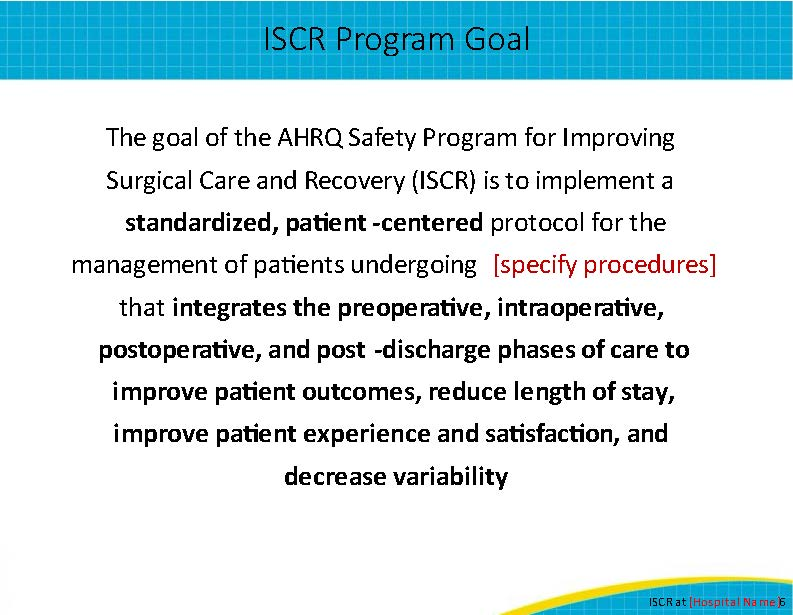 ISCR Program Goal
The goal of the AHRQ Safety Program for Improving
Surgical Care and Recovery (ISCR) is to implement a
standardized, patient -centered protocol for the
management of patients undergoing [specify procedures]
that integrates the preoperative, intraoperative,
postoperative, and post -discharge phases of care to
improve patient outcomes, reduce length of stay,
improve patient experience and satisfaction, and
decrease variability
ISCR at [Hospital Name]6